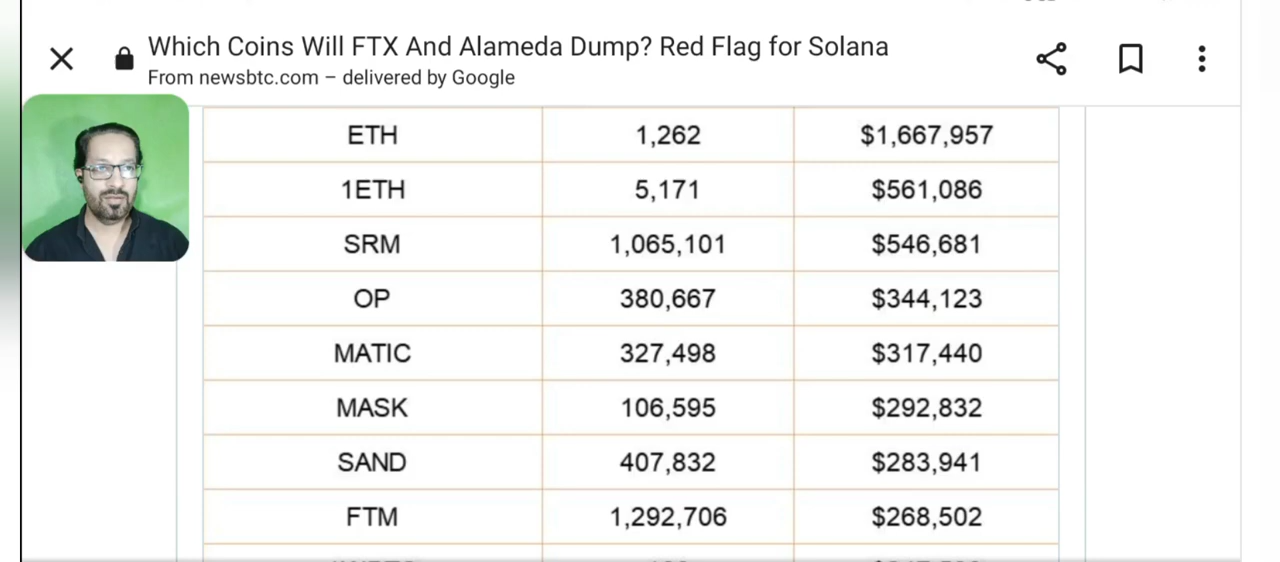 Which Coins Will FTX And Alameda Dump? Red Flag for Solana
From newsbtc.com – delivered by Google
ETH 1,262 $1,667,957
1ETH 5,171 $561,086
SRM 1,065,101 $546,681
OP 380,667 $344,123
MATIC 327,498 $317,440
MASK 106,595 $292,832
SAND 407,832 $283,941
FTM 1,292,706 $268,502